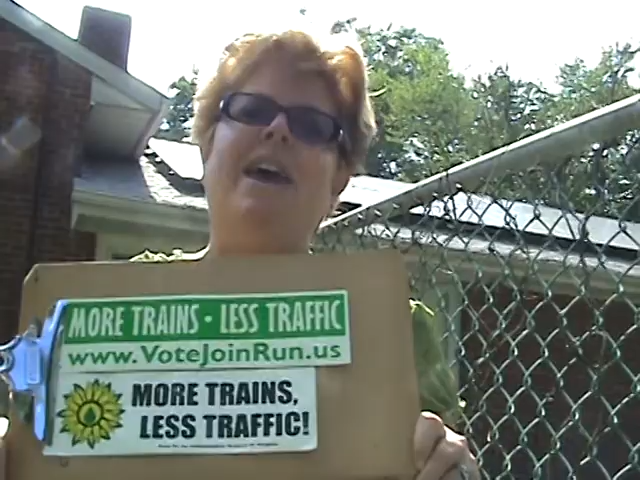 MORE TRAINS · LESS TRAFFIC
www.VoteJoinRun.us
MORE TRAINS,
LESS TRAFFIC!